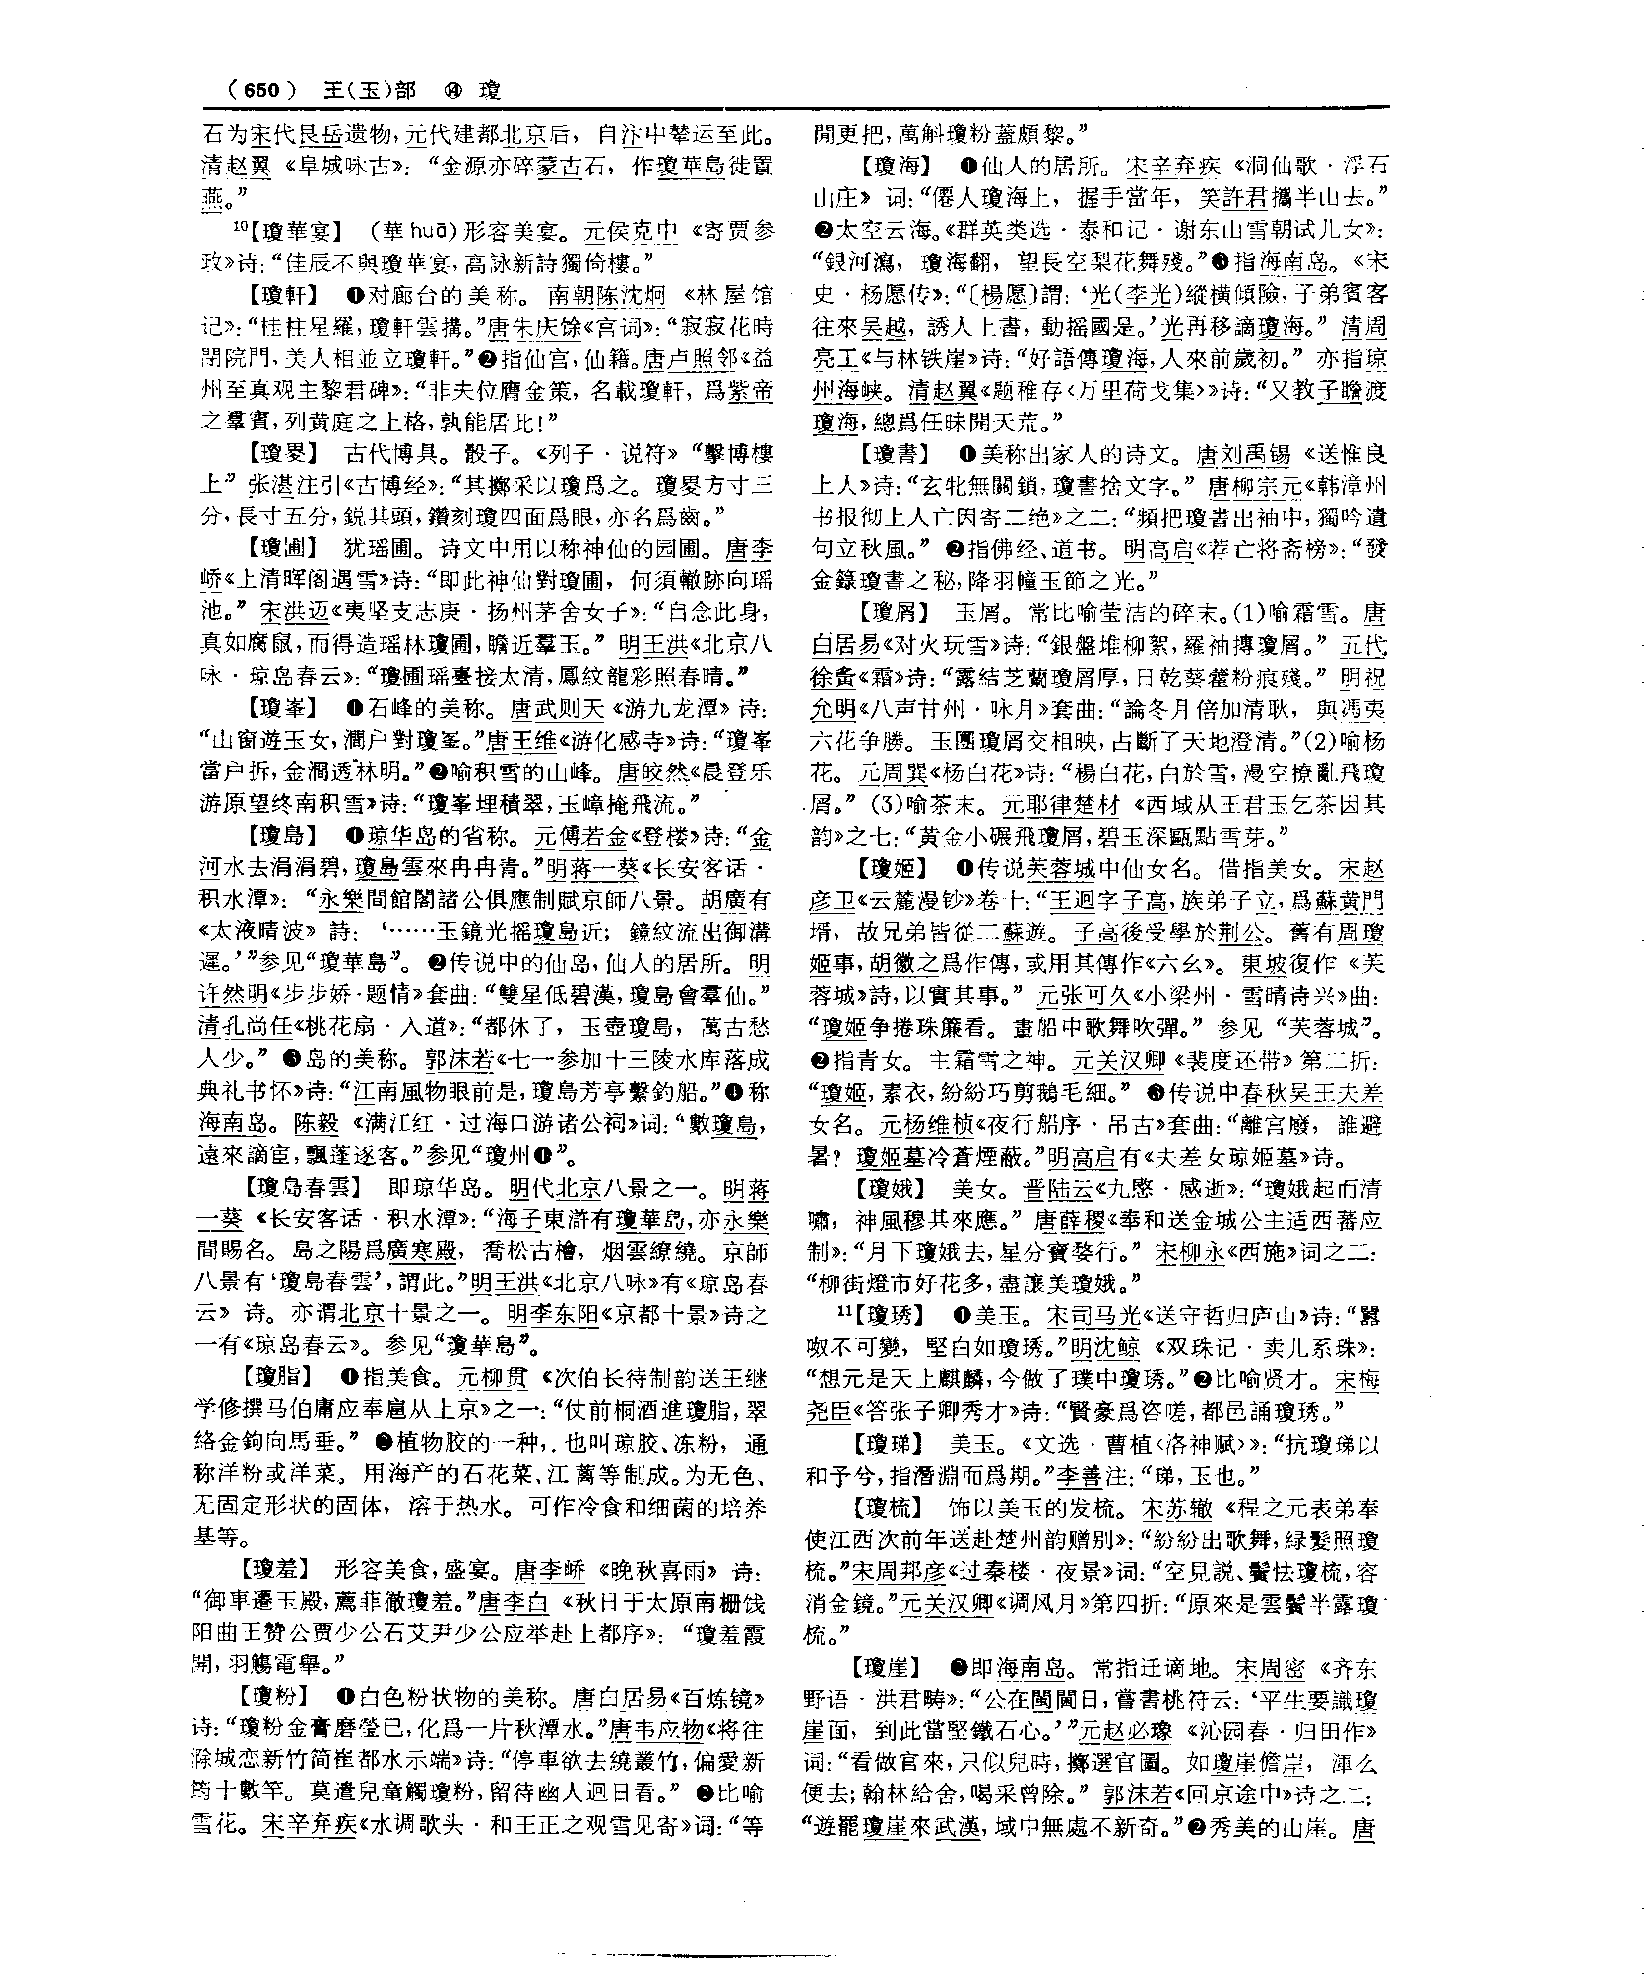 （650） 王(玉)部 ⑭ 瓊
石为宋代艮岳遗物，元代建都北京后，自汴中辇运至此。
清赵翼《阜城咏古》：“金源亦碎蒙古石，作瓊華島徙置
燕。”
10【瓊華宴】 （華 huā）形容美宴。元侯克中《寄贾参
政》诗：“佳辰不與瓊華宴，高詠新詩獨倚樓。”
【瓊軒】 ❶对廊台的美称。南朝陈沈炯《林屋馆
记》：“桂柱星羅，瓊軒雲搆。”唐朱庆馀《宫词》：“寂寂花時
閉院門，美人相並立瓊軒。”❷指仙宫，仙籍。唐卢照邻《益
州至真观主黎君碑》：“非夫位膺金策，名載瓊軒，爲紫帝
之羣賓，列黄庭之上格，孰能居此！”
【瓊畟】 古代博具。骰子。《列子·说符》“擊博樓
上”张湛注引《古博经》：“其擲采以瓊爲之。瓊畟方寸三
分，長寸五分，鋭其頭，鑽刻瓊四面爲眼，亦名爲齒。”
【瓊圃】 犹瑶圃。诗文中用以称神仙的园圃。唐李
峤《上清晖阁遇雪》诗：“即此神仙對瓊圃，何須轍跡向瑶
池。”宋洪迈《夷坚支志庚·扬州茅舍女子》：“自念此身，
真如腐鼠，而得造瑶林瓊圃，瞻近羣玉。”明王洪《北京八
咏·琼岛春云》：“瓊圃瑶臺接太清，鳳紋龍彩照春晴。”
【瓊峯】 ❶石峰的美称。唐武则天《游九龙潭》诗：
“山窗遊玉女，澗户對瓊峯。”唐王维《游化感寺》诗：“瓊峯
當户拆，金澗透林明。”❷喻积雪的山峰。唐皎然《晨登乐
游原望终南积雪》诗：“瓊峯埋積翠，玉嶂掩飛流。”
【瓊島】 ❶琼华岛的省称。元傅若金《登楼》诗：“金
河水去涓涓碧，瓊島雲來冉冉青。”明蒋一葵《长安客话·
积水潭》：“永樂間館閣諸公俱應制賦京師八景。胡廣有
《太液晴波》詩：‘……玉鏡光摇瓊島近；鏡紋流出御溝
遲。’”参见“瓊華島”。❷传说中的仙岛，仙人的居所。明
许然明《步步娇·题情》套曲：“雙星低碧漢，瓊島會羣仙。”
清孔尚任《桃花扇·入道》：“都休了，玉壺瓊島，萬古愁
人少。”❸岛的美称。郭沫若《七一参加十三陵水库落成
典礼书怀》诗：“江南風物眼前是，瓊島芳亭繫釣船。”❹称
海南岛。陈毅《满江红·过海口游诸公祠》词：“數瓊島，
遠來謫宦，飄蓬逐客。”参见“瓊州❶”。
【瓊島春雲】 即琼华岛。明代北京八景之一。明蒋
一葵《长安客话·积水潭》：“海子東滸有瓊華島，亦永樂
間賜名。島之陽爲廣寒殿，喬松古檜，烟雲繚繞。京師
八景有‘瓊島春雲’，謂此。”明王洪《北京八咏》有《琼岛春
云》诗。亦谓北京十景之一。明李东阳《京都十景》诗之
一有《琼岛春云》。参见“瓊華島”。
【瓊脂】 ❶指美食。元柳贯《次伯长待制韵送王继
学修撰马伯庸应奉扈从上京》之一：“仗前桐酒進瓊脂，翠
絡金鉤向馬垂。”❷植物胶的一种，也叫琼胶、冻粉，通
称洋粉或洋菜。用海产的石花菜、江蓠等制成。为无色、
无固定形状的固体，溶于热水。可作冷食和细菌的培养
基等。
【瓊羞】 形容美食，盛宴。唐李峤《晚秋喜雨》诗：
“御車遷玉殿，薦菲徹瓊羞。”唐李白《秋日于太原南栅饯
阳曲王赞公贾少公石艾尹少公应举赴上都序》：“瓊羞霞
開，羽觴電舉。”
【瓊粉】 ❶白色粉状物的美称。唐白居易《百炼镜》
诗：“瓊粉金膏磨瑩已，化爲一片秋潭水。”唐韦应物《将往
滁城恋新竹简崔都水示端》诗：“停車欲去繞叢竹，偏愛新
筠十數竿。莫遣兒童觸瓊粉，留待幽人迴日看。”❷比喻
雪花。宋辛弃疾《水调歌头·和王正之观雪见寄》词：“等
閒更把，萬斛瓊粉蓋頗黎。”
【瓊海】 ❶仙人的居所。宋辛弃疾《洞仙歌·浮石
山庄》词：“僊人瓊海上，握手當年，笑許君攜半山去。”
❷太空云海。《群英类选·泰和记·谢东山雪朝试儿女》：
“銀河瀉，瓊海翻，望長空梨花舞殘。”❸指海南岛。《宋
史·杨愿传》：“〔楊愿〕謂：‘光(李光)縱横傾險，子弟賓客
往來吴越，誘人上書，動摇國是。’光再移謫瓊海。”清周
亮工《与林铁崖》诗：“好語傳瓊海，人來前歲初。”亦指琼
州海峡。清赵翼《题稚存〈万里荷戈集〉》诗：“又教子瞻渡
瓊海，總爲任昧開天荒。”
【瓊書】 ❶美称出家人的诗文。唐刘禹锡《送惟良
上人》诗：“玄牝無關鎖，瓊書捨文字。”唐柳宗元《韩漳州
书报彻上人亡因寄二绝》之二：“頻把瓊書出袖中，獨吟遺
句立秋風。”❷指佛经、道书。明高启《荐亡将斋榜》：“發
金籙瓊書之秘，降羽幢玉節之光。”
【瓊屑】 玉屑。常比喻莹洁的碎末。(1)喻霜雪。唐
白居易《对火玩雪》诗：“銀盤堆柳絮，羅袖摶瓊屑。”五代
徐夤《霜》诗：“露結芝蘭瓊屑厚，日乾葵藿粉痕殘。”明祝
允明《八声甘州·咏月》套曲：“論冬月倍加清耿，與馮夷
六花争勝。玉團瓊屑交相映，占斷了天地澄清。”(2)喻杨
花。元周巽《杨白花》诗：“楊白花，白於雪，漫空撩亂飛瓊
屑。”(3)喻茶末。元耶律楚材《西域从王君玉乞茶因其
韵》之七：“黄金小碾飛瓊屑，碧玉深甌點雪芽。”
【瓊姬】 ❶传说芙蓉城中仙女名。借指美女。宋赵
彦卫《云麓漫钞》卷十：“王迥字子高，族弟子立，爲蘇黄門
壻，故兄弟皆從二蘇遊。子高後受學於荆公。舊有周瓊
姬事，胡徽之爲作傳，或用其傳作《六幺》。東坡復作《芙
蓉城》詩，以實其事。”元张可久《小梁州·雪晴诗兴》曲：
“瓊姬争捲珠簾看。畫船中歌舞吹彈。”参见“芙蓉城”。
❷指青女。主霜雪之神。元关汉卿《裴度还带》第二折：
“瓊姬，素衣，紛紛巧剪鵝毛細。”❸传说中春秋吴王夫差
女名。元杨维桢《夜行船序·吊古》套曲：“離宫廢，誰避
暑？瓊姬墓冷蒼煙蔽。”明高启有《夫差女琼姬墓》诗。
【瓊娥】 美女。晋陆云《九愍·感逝》：“瓊娥起而清
嘯，神風穆其來應。”唐薛稷《奉和送金城公主适西蕃应
制》：“月下瓊娥去，星分寶婺行。”宋柳永《西施》词之二：
“柳街燈市好花多，盡讓美瓊娥。”
11【瓊琇】 ❶美玉。宋司马光《送守哲归庐山》诗：“囂
呶不可變，堅白如瓊琇。”明沈鲸《双珠记·卖儿系珠》：
“想元是天上麒麟，今做了璞中瓊琇。”❷比喻贤才。宋梅
尧臣《答张子卿秀才》诗：“賢豪爲咨嗟，都邑誦瓊琇。”
【瓊珶】 美玉。《文选·曹植〈洛神赋〉》：“抗瓊珶以
和予兮，指潛淵而爲期。”李善注：“珶，玉也。”
【瓊梳】 饰以美玉的发梳。宋苏辙《程之元表弟奉
使江西次前年送赴楚州韵赠别》：“紛紛出歌舞，緑髪照瓊
梳。”宋周邦彦《过秦楼·夜景》词：“空見説、鬢怯瓊梳，容
消金鏡。”元关汉卿《调风月》第四折：“原來是雲鬢半露瓊
梳。”
【瓊崖】 ❶即海南岛。常指迁谪地。宋周密《齐东
野语·洪君畴》：“公在閩閫日，嘗書桃符云：‘平生要識瓊
崖面，到此當堅鐵石心。’”元赵必瑑《沁园春·归田作》
词：“看做官來，只似兒時，擲選官圖。如瓊崖儋岸，渾么
便去；翰林給舍，喝采曾除。”郭沫若《回京途中》诗之二：
“遊罷瓊崖來武漢，域中無處不新奇。”❷秀美的山崖。唐